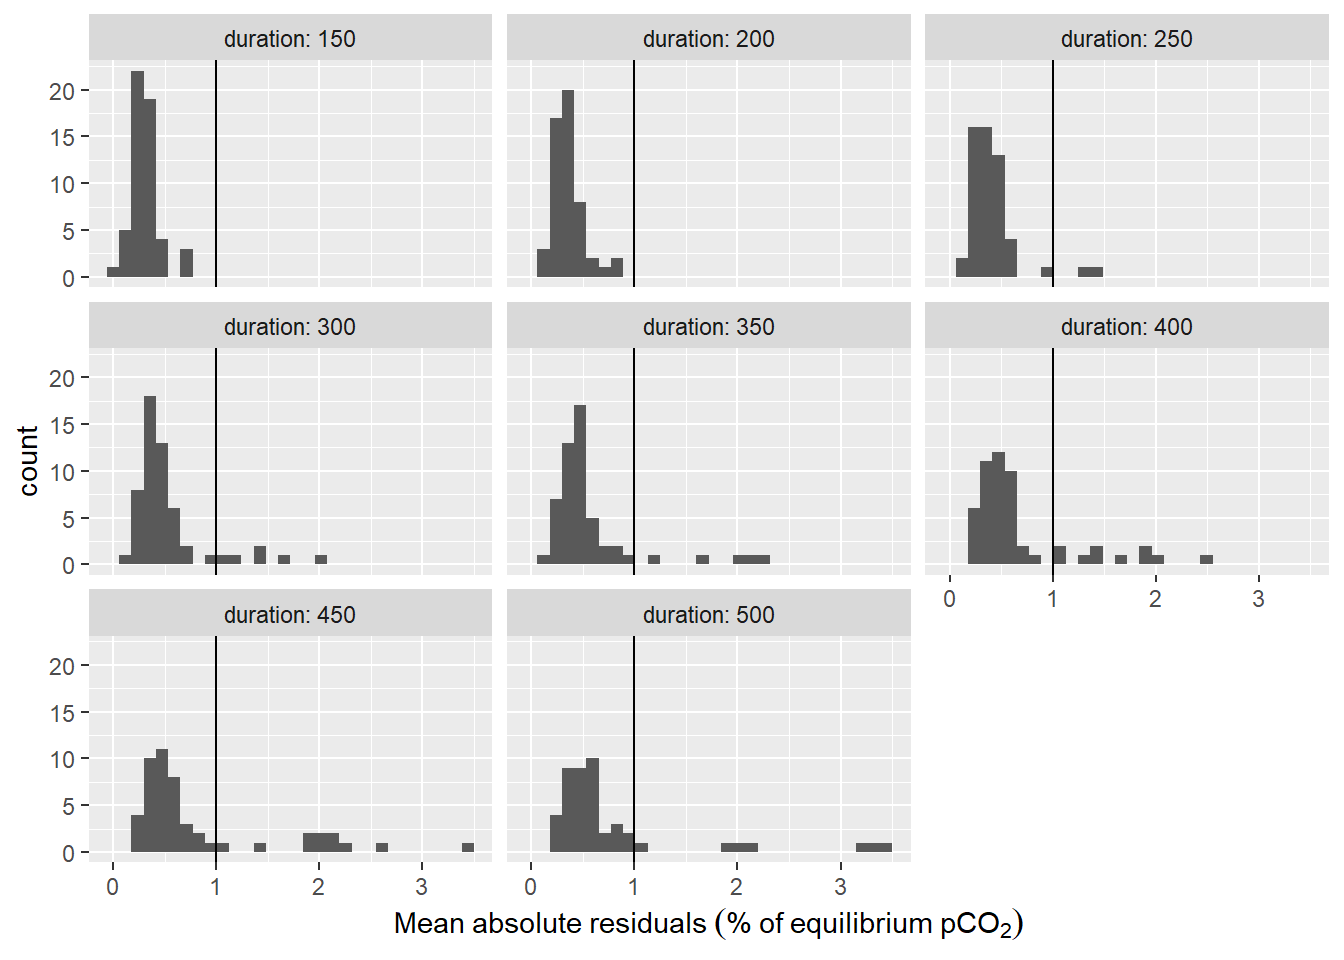 duration: 150
duration: 200
duration: 250
20
15
10
5
0
duration: 300
duration: 350
duration: 400
20
15
10
5
0
0 1 2 3
duration: 450
duration: 500
20
15
10
5
0
0 1 2 3
0 1 2 3
count
Mean absolute residuals (% of equilibrium pCO₂)